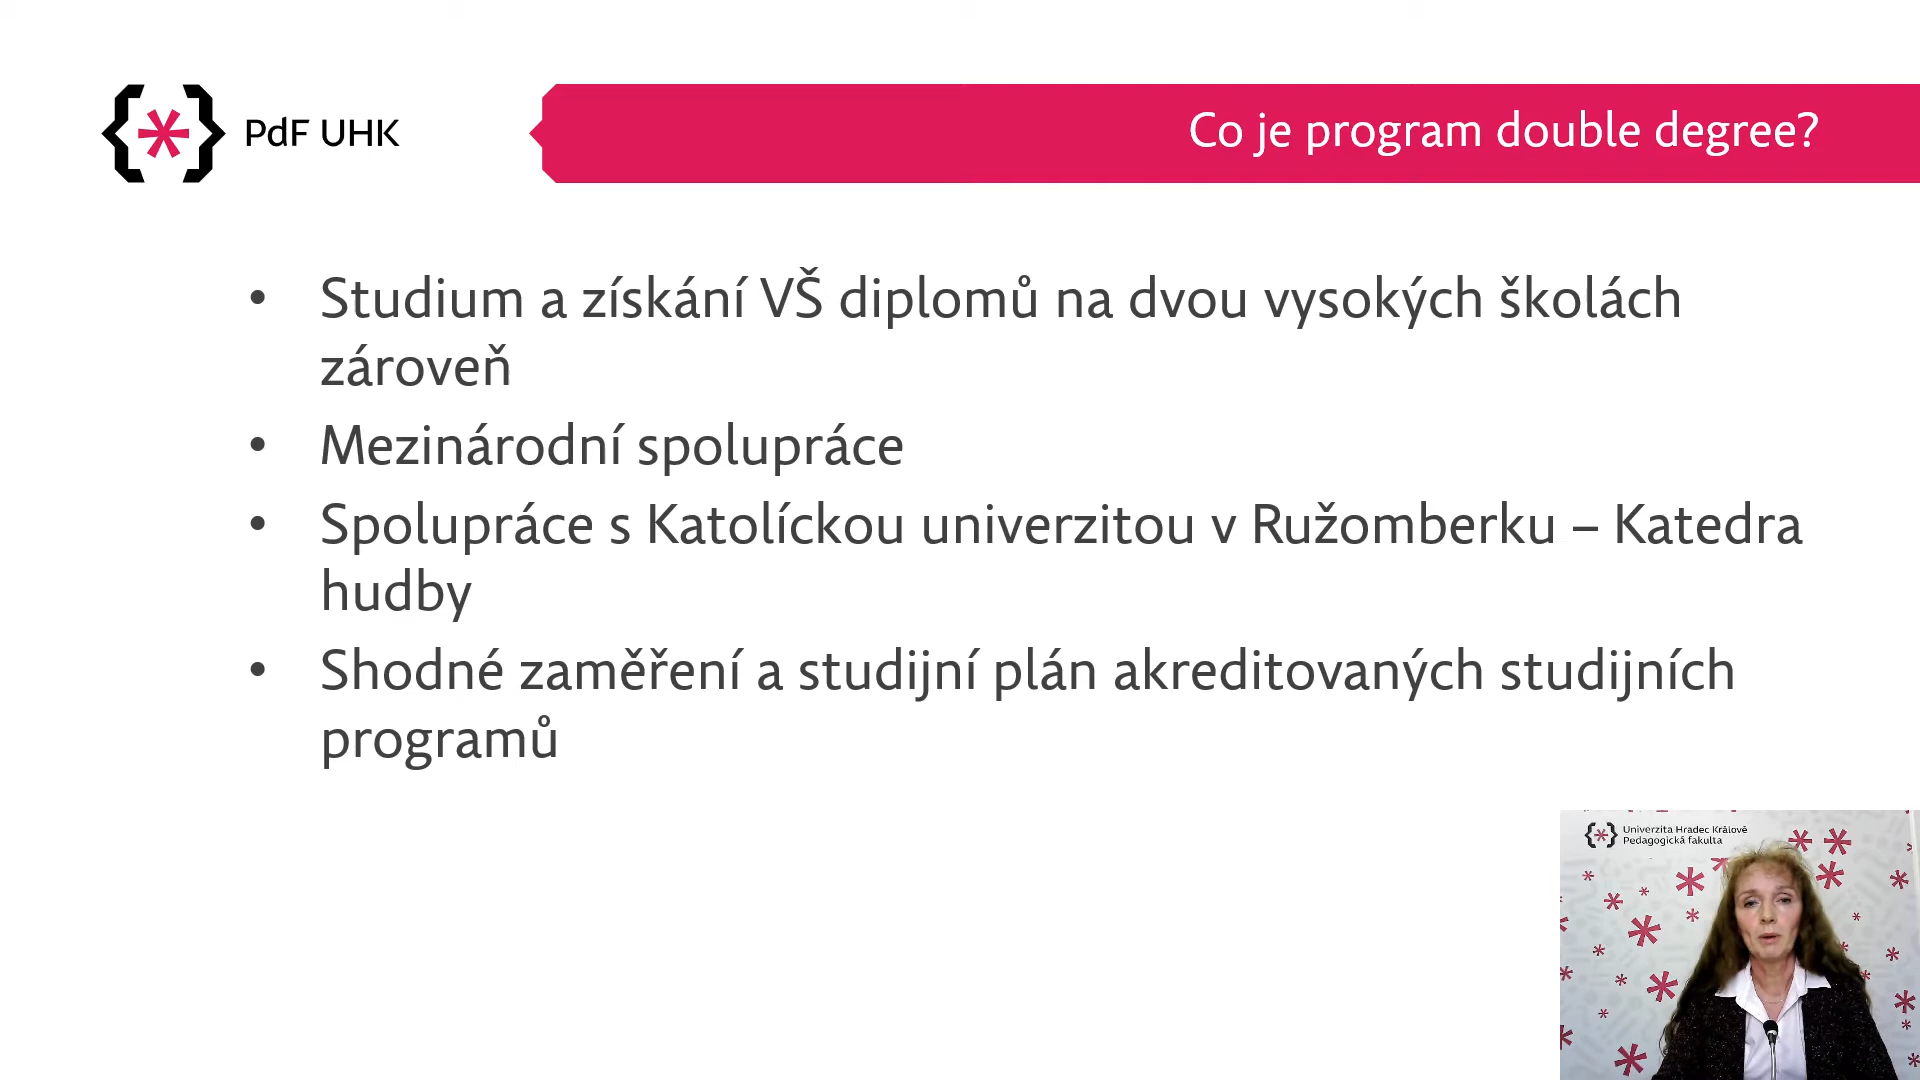 {*} PdF UHK
Co je program double degree?
• Studium a získání VŠ diplomů na dvou vysokých školách
zároveň
• Mezinárodní spolupráce
• Spolupráce s Katolíckou univerzitou v Ružomberku – Katedra
hudby
• Shodné zaměření a studijní plán akreditovaných studijních
programů
{*} Univerzita Hradec Králové
Pedagogická fakulta